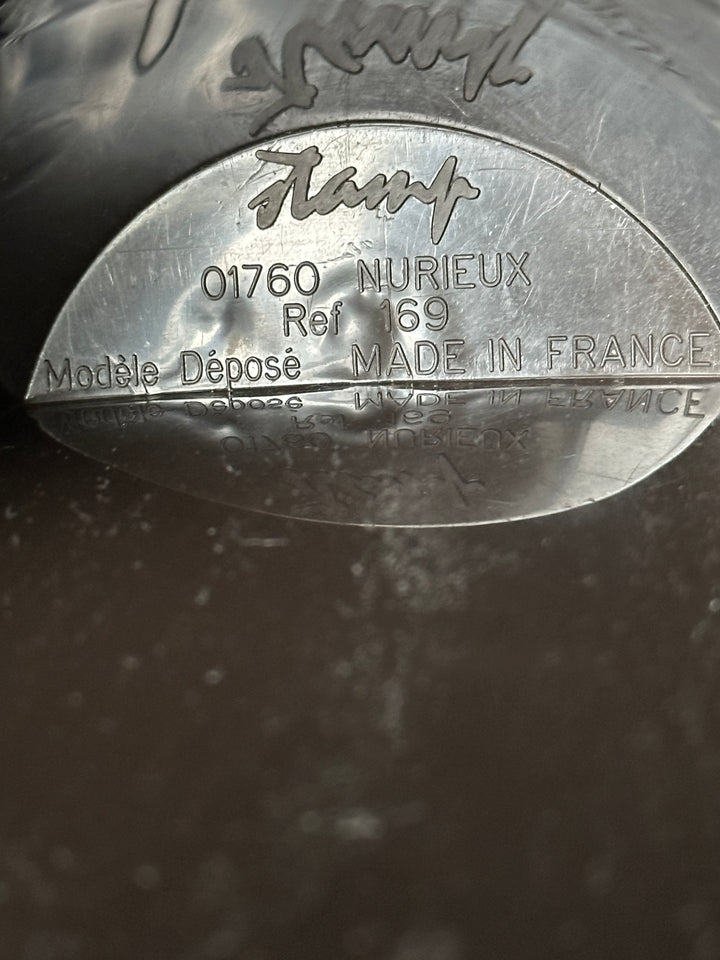 stamp
01760 NURIEUX
Ref 169
Modèle Déposé MADE IN FRANCE